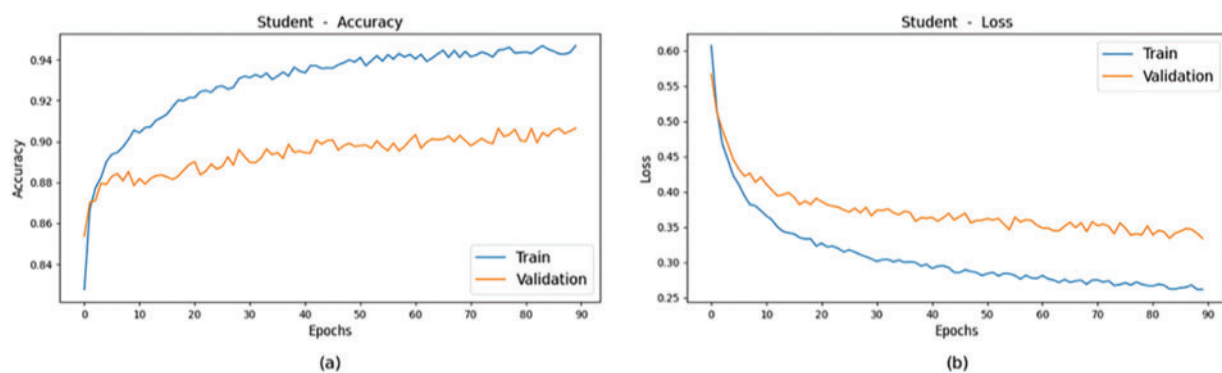 Student - Accuracy
0.94
0.92
0.90
0.88
0.86
0.84
Accuracy
Train
Validation
0 10 20 30 40 50 60 70 80 90
Epochs
(a)
Student - Loss
0.60
0.55
0.50
0.45
0.40
0.35
0.30
0.25
Loss
Train
Validation
0 10 20 30 40 50 60 70 80 90
Epochs
(b)